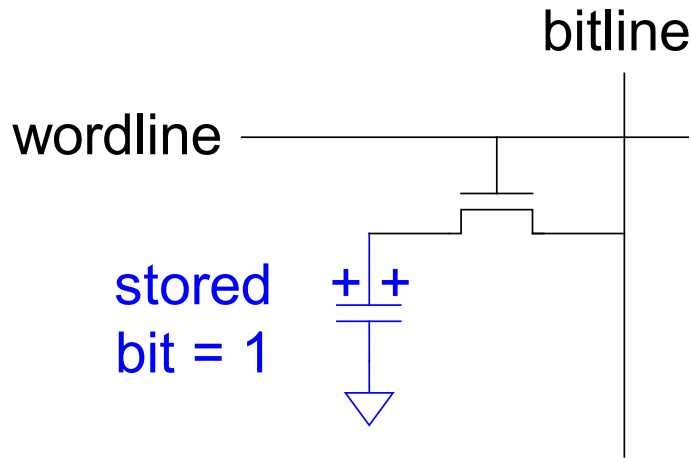 bitline
wordline
stored
+ +
bit = 1